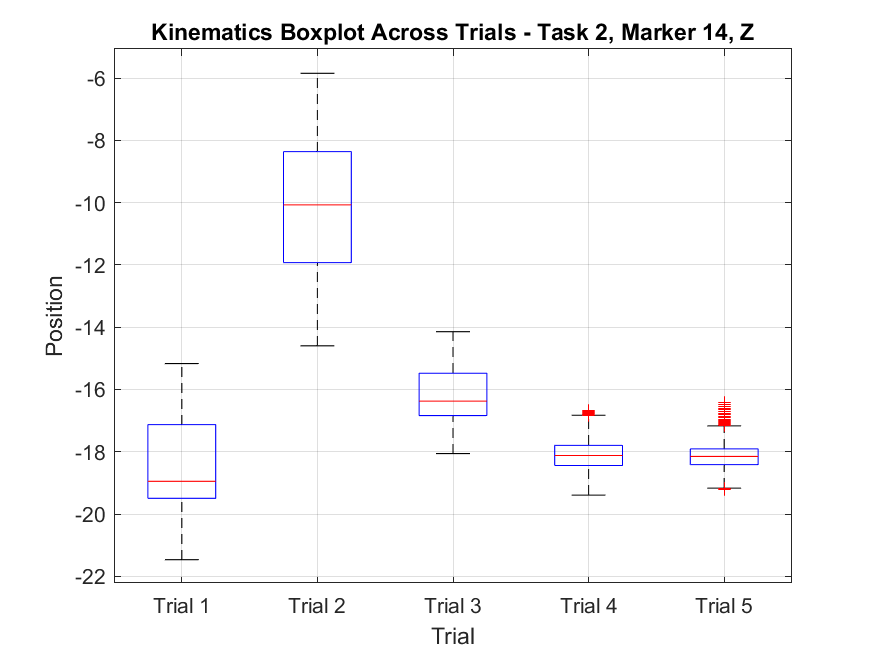 Kinematics Boxplot Across Trials - Task 2, Marker 14, Z
-6
-8
-10
-12
-14
-16
-18
-20
-22
Position
Trial 1 Trial 2 Trial 3 Trial 4 Trial 5
Trial